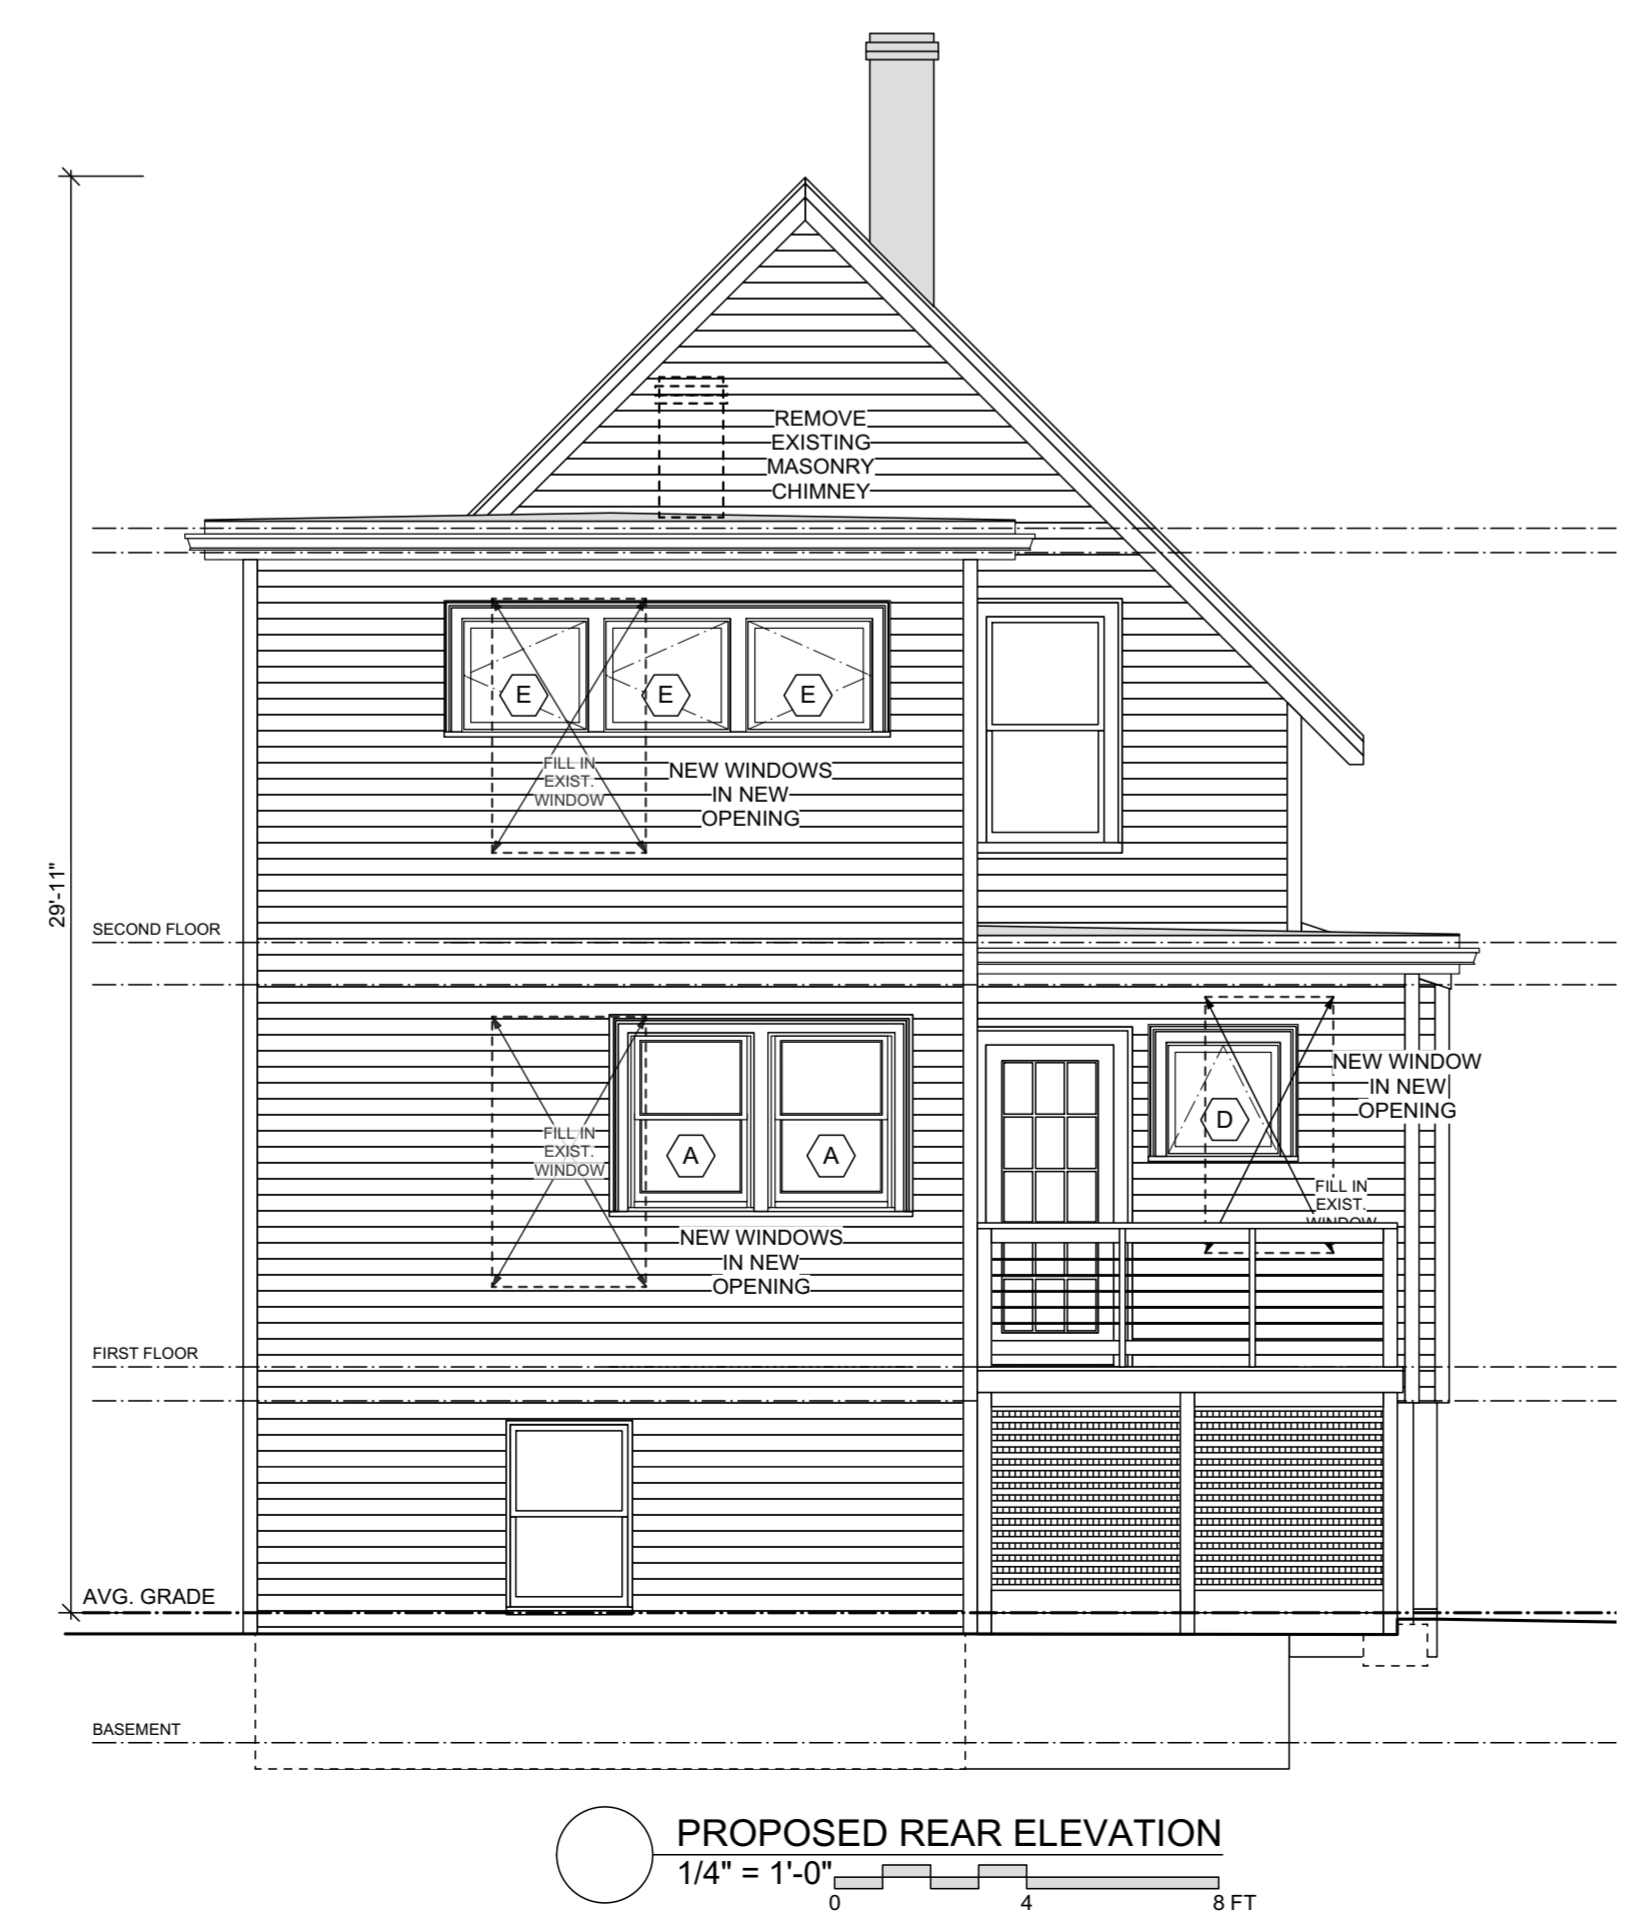 REMOVE
EXISTING
MASONRY
CHIMNEY
E
E
E
FILL IN
EXIST.
WINDOW
NEW WINDOWS
IN NEW
OPENING
29'-11"
SECOND FLOOR
NEW WINDOW
IN NEW
OPENING
D
FILL IN
EXIST.
WINDOW
A
A
FILL IN
EXIST.
WINDOW
NEW WINDOWS
IN NEW
OPENING
FIRST FLOOR
AVG. GRADE
BASEMENT
PROPOSED REAR ELEVATION
1/4" = 1'-0"
0 4 8 FT